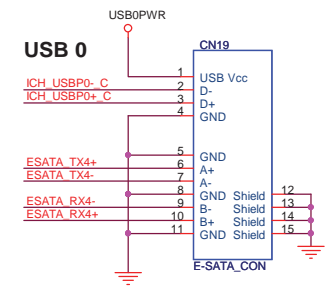 USB0PWR
USB 0
CN19
1 USB Vcc
ICH_USBP0-_C 2 D-
ICH_USBP0+_C 3 D+
4 GND
5 GND
ESATA_TX4+ 6 A+
ESATA_TX4- 7 A-
8 GND Shield 12
ESATA_RX4- 9 B- Shield 13
ESATA_RX4+ 10 B+ Shield 14
11 GND Shield 15
E-SATA_CON